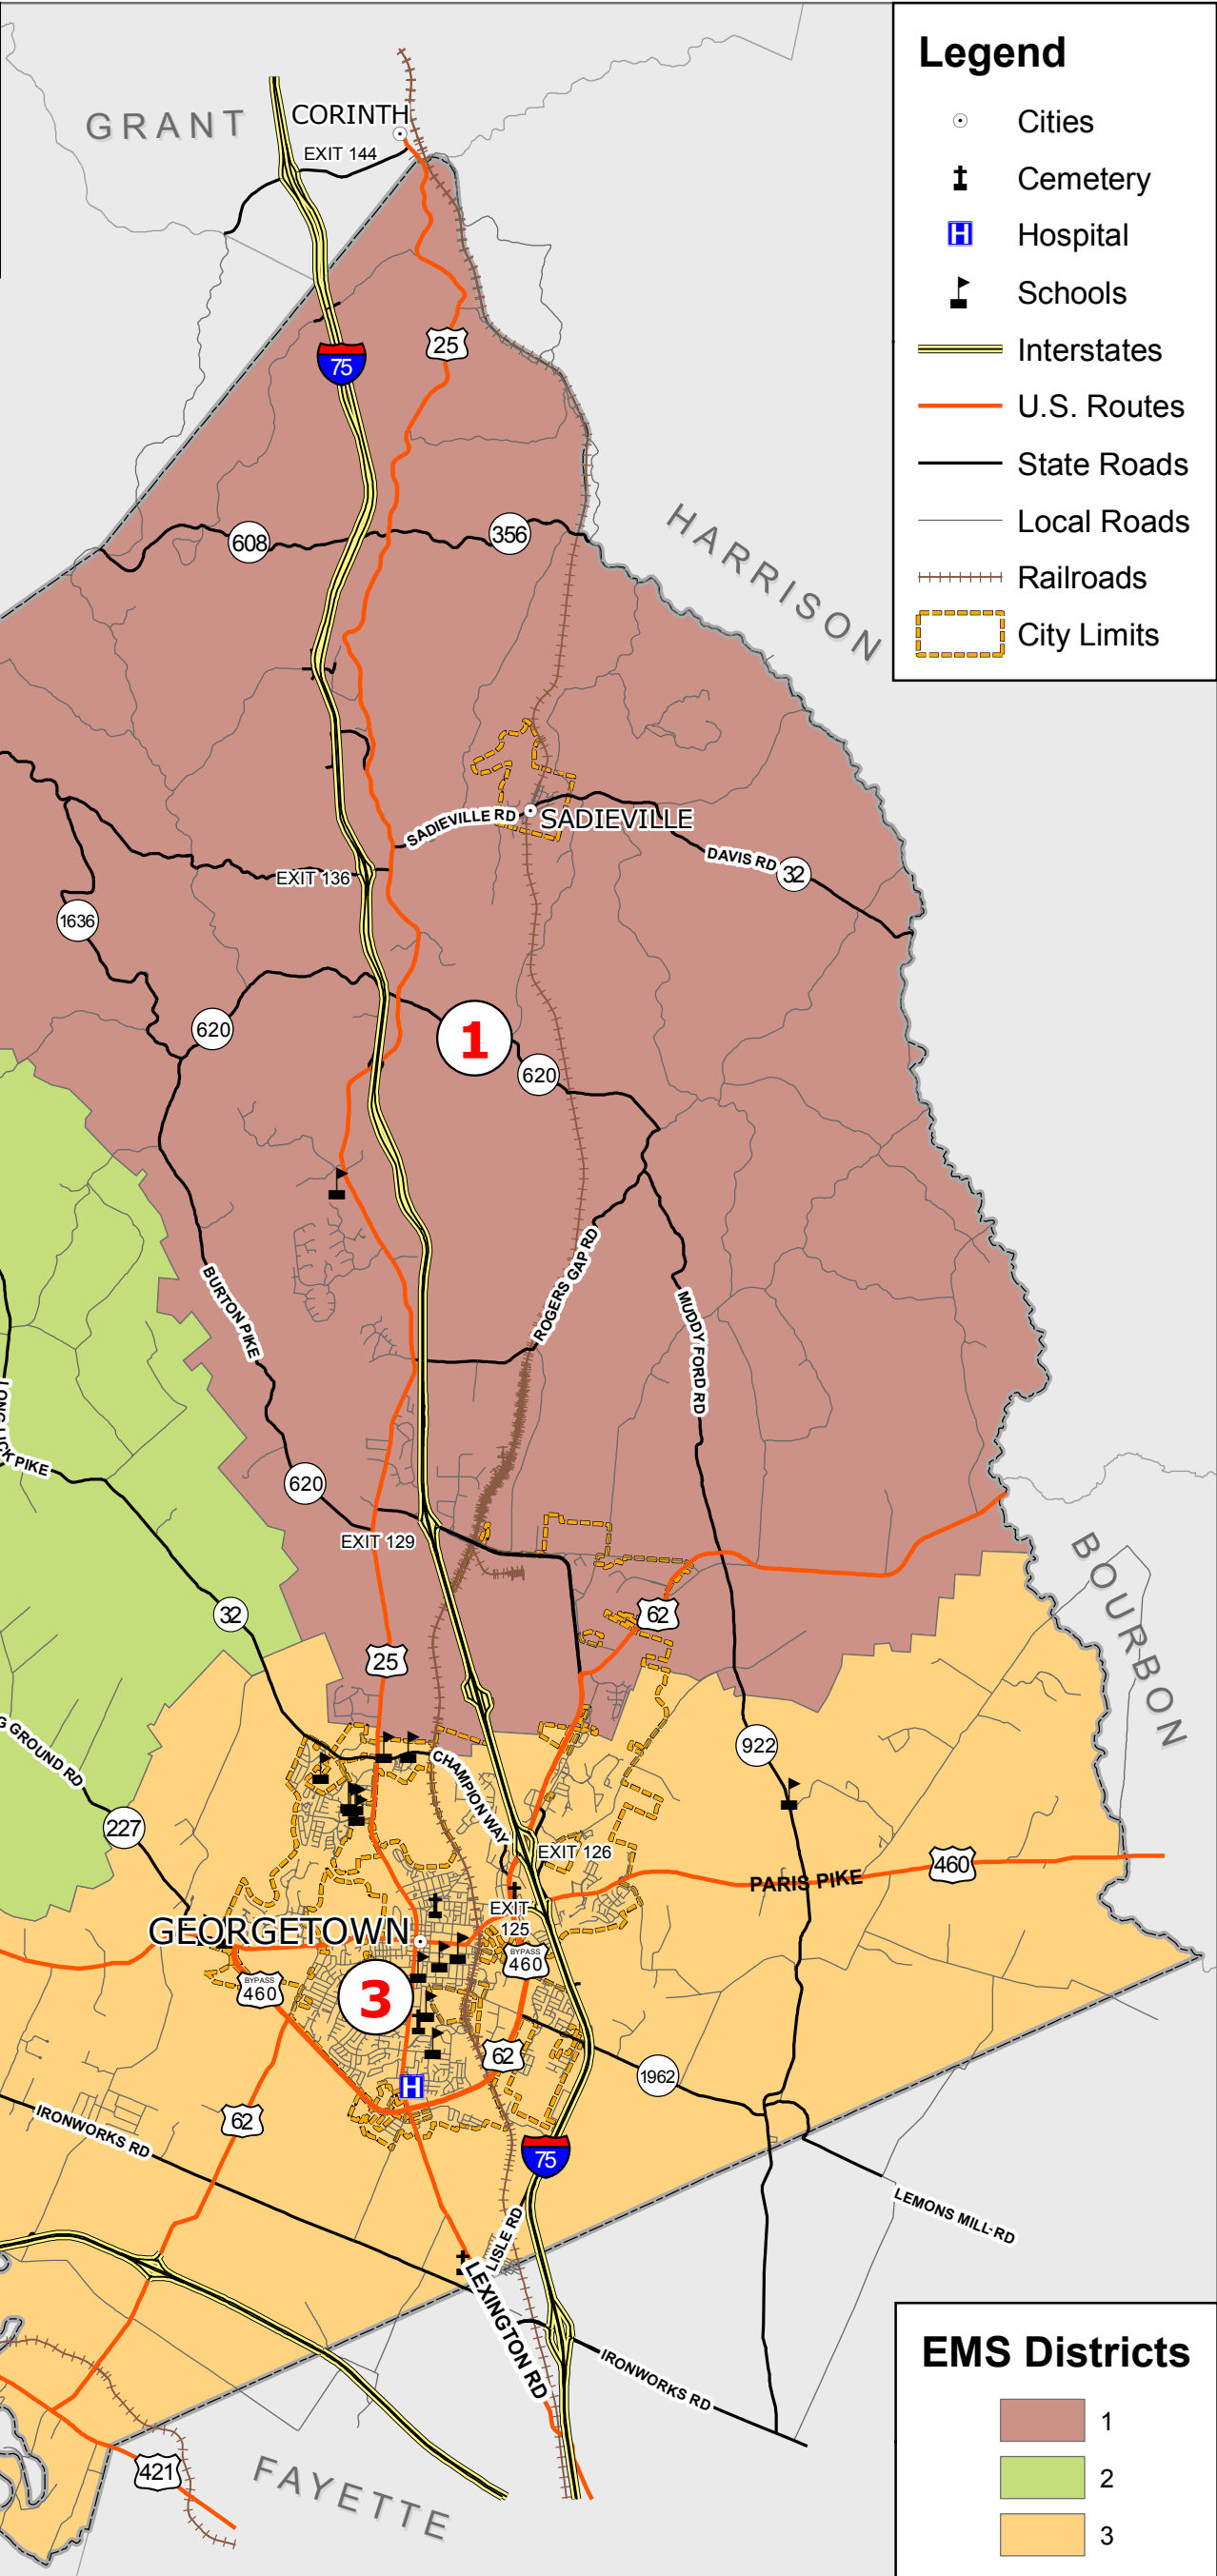 Legend
Cities
Cemetery
H Hospital
Schools
Interstates
U.S. Routes
State Roads
Local Roads
Railroads
City Limits
GRANT
CORINTH
EXIT 144
25
75
HARRISON
608
356
SADIEVILLE RD
SADIEVILLE
DAVIS RD
32
EXIT 136
1636
620
1
620
ROGERS GAP RD
BURTON PIKE
MUDDY FORD RD
620
EXIT 129
32
62
25
BOURBON
922
CHAMPION WAY
227
EXIT 126
460
PARIS PIKE
EXIT
125
GEORGETOWN
BYPASS
460
BYPASS
460
3
62
1962
H
62
IRONWORKS RD
75
LEMONS MILL RD
LISLE RD
LEXINGTON RD
IRONWORKS RD
421
FAYETTE
EMS Districts
1
2
3